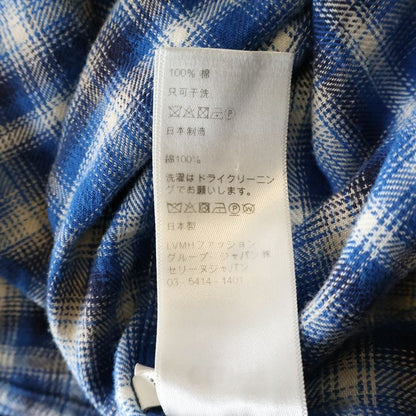 100% 棉
只可干洗
日本制造
綿100%
洗濯はドライクリーニン
グでお願いします。
日本製
LVMHファッション
グループ・ジャパン㈱
セリーヌジャパン
03-5414-1401